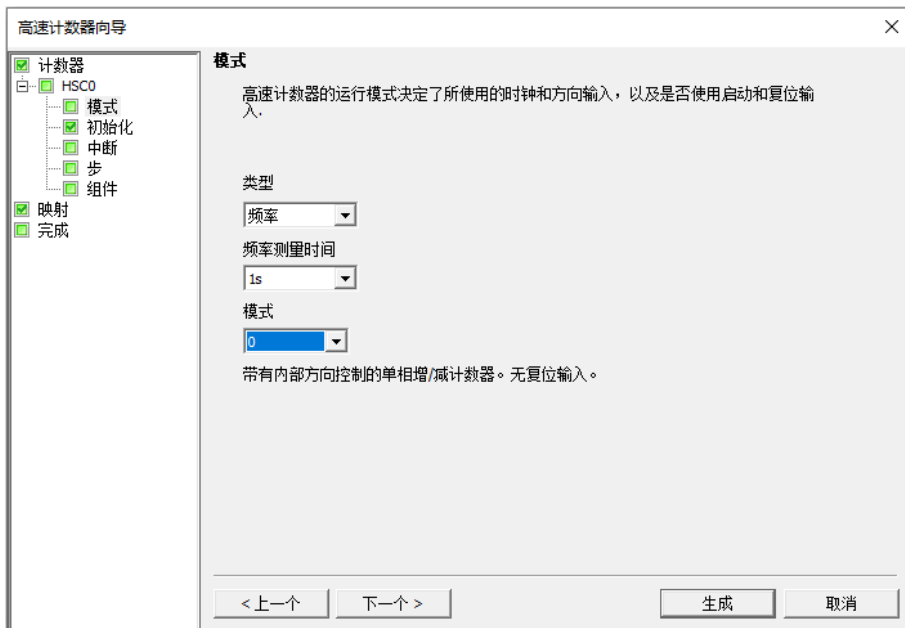 高速计数器向导
计数器
HSC0
模式
初始化
中断
步
组件
映射
完成
模式
高速计数器的运行模式决定了所使用的时钟和方向输入，以及是否使用启动和复位输
入.
类型
频率
频率测量时间
1s
模式
0
带有内部方向控制的单相增/减计数器。无复位输入。
<上一个
下一个>
生成
取消